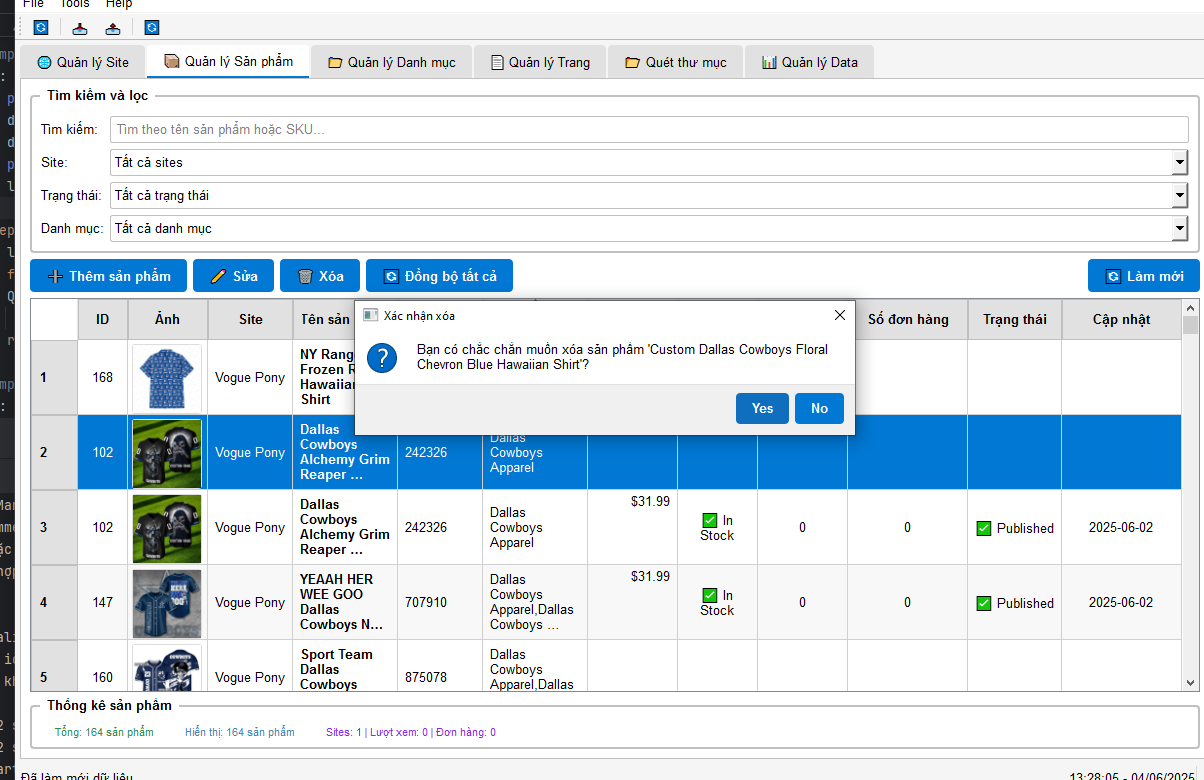 File Tools Help
Quản lý Site
Quản lý Sản phẩm
Quản lý Danh mục
Quản lý Trang
Quét thư mục
Quản lý Data
Tìm kiếm và lọc
Tìm kiếm: Tìm theo tên sản phẩm hoặc SKU...
Site: Tất cả sites
Trạng thái: Tất cả trạng thái
Danh mục: Tất cả danh mục
Thêm sản phẩm
Sửa
Xóa
Đồng bộ tất cả
Làm mới
ID Ảnh Site Tên sản Số đơn hàng Trạng thái Cập nhật
Xác nhận xóa
Bạn có chắc chắn muốn xóa sản phẩm 'Custom Dallas Cowboys Floral
Chevron Blue Hawaiian Shirt'?
Yes No
1 168 Vogue Pony
NY Rang
Frozen R
Hawaiian
Shirt
2 102 Vogue Pony
Dallas
Cowboys
Alchemy Grim
Reaper ...
242326
Dallas
Cowboys
Apparel
3 102 Vogue Pony
Dallas
Cowboys
Alchemy Grim
Reaper ...
242326
Dallas
Cowboys
Apparel
$31.99
In
Stock
0 0 Published 2025-06-02
4 147 Vogue Pony
YEAAH HER
WEE GOO
Dallas
Cowboys N...
707910
Dallas
Cowboys
Apparel,Dallas
Cowboys ...
$31.99
In
Stock
0 0 Published 2025-06-02
5 160 Vogue Pony
Sport Team
Dallas
Cowboys
875078
Dallas
Cowboys
Apparel,Dallas
Thống kê sản phẩm
Tổng: 164 sản phẩm
Hiển thị: 164 sản phẩm
Sites: 1 | Lượt xem: 0 | Đơn hàng: 0
Đã làm mới dữ liệu
13:28:05 - 04/06/2025